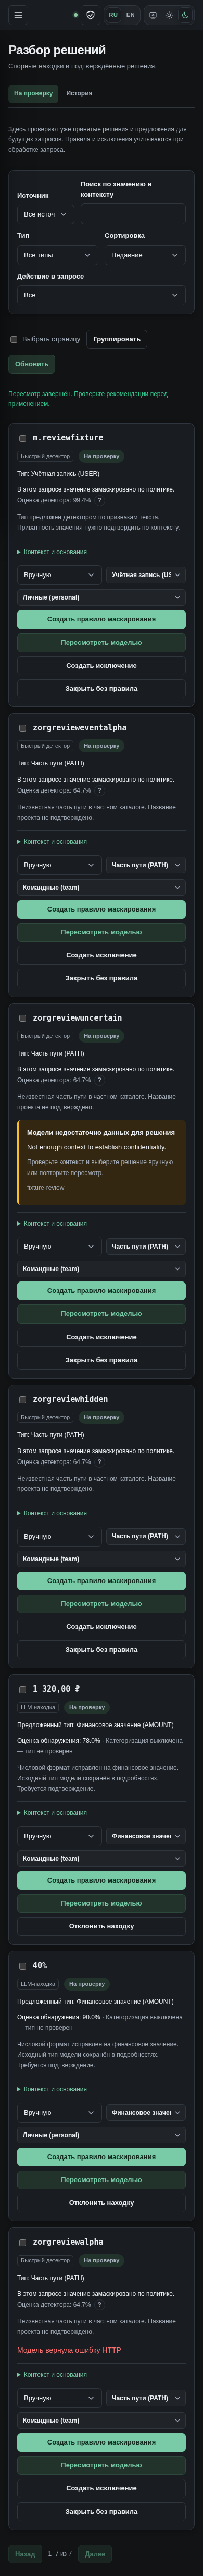 RU EN
Разбор решений
Спорные находки и подтверждённые решения.
На проверку История
Здесь проверяют уже принятые решения и предложения для
будущих запросов. Правила и исключения учитываются при
обработке запроса.
Источник
Поиск по значению и
контексту
Все источ
Тип Сортировка
Все типы Недавние
Действие в запросе
Все
Выбрать страницу Группировать
Обновить
Пересмотр завершён. Проверьте рекомендации перед
применением.
m.reviewfixture
Быстрый детектор На проверку
Тип: Учётная запись (USER)
В этом запросе значение замаскировано по политике.
Оценка детектора: 99.4% ?
Тип предложен детектором по признакам текста.
Приватность значения нужно подтвердить по контексту.
Контекст и основания
Вручную Учётная запись (US
Личные (personal)
Создать правило маскирования
Пересмотреть моделью
Создать исключение
Закрыть без правила
zorgrevieweventalpha
Быстрый детектор На проверку
Тип: Часть пути (PATH)
В этом запросе значение замаскировано по политике.
Оценка детектора: 64.7% ?
Неизвестная часть пути в частном каталоге. Название
проекта не подтверждено.
Контекст и основания
Вручную Часть пути (PATH)
Командные (team)
Создать правило маскирования
Пересмотреть моделью
Создать исключение
Закрыть без правила
zorgreviewuncertain
Быстрый детектор На проверку
Тип: Часть пути (PATH)
В этом запросе значение замаскировано по политике.
Оценка детектора: 64.7% ?
Неизвестная часть пути в частном каталоге. Название
проекта не подтверждено.
Модели недостаточно данных для решения
Not enough context to establish confidentiality.
Проверьте контекст и выберите решение вручную
или повторите пересмотр.
fixture-review
Контекст и основания
Вручную Часть пути (PATH)
Командные (team)
Создать правило маскирования
Пересмотреть моделью
Создать исключение
Закрыть без правила
zorgreviewhidden
Быстрый детектор На проверку
Тип: Часть пути (PATH)
В этом запросе значение замаскировано по политике.
Оценка детектора: 64.7% ?
Неизвестная часть пути в частном каталоге. Название
проекта не подтверждено.
Контекст и основания
Вручную Часть пути (PATH)
Командные (team)
Создать правило маскирования
Пересмотреть моделью
Создать исключение
Закрыть без правила
1 320,00 ₽
LLM-находка На проверку
Предложенный тип: Финансовое значение (AMOUNT)
Оценка обнаружения: 78.0% · Категоризация выключена
— тип не проверен
Числовой формат исправлен на финансовое значение.
Исходный тип модели сохранён в подробностях.
Требуется подтверждение.
Контекст и основания
Вручную Финансовое значен
Командные (team)
Создать правило маскирования
Пересмотреть моделью
Отклонить находку
40%
LLM-находка На проверку
Предложенный тип: Финансовое значение (AMOUNT)
Оценка обнаружения: 90.0% · Категоризация выключена
— тип не проверен
Числовой формат исправлен на финансовое значение.
Исходный тип модели сохранён в подробностях.
Требуется подтверждение.
Контекст и основания
Вручную Финансовое значен
Личные (personal)
Создать правило маскирования
Пересмотреть моделью
Отклонить находку
zorgreviewalpha
Быстрый детектор На проверку
Тип: Часть пути (PATH)
В этом запросе значение замаскировано по политике.
Оценка детектора: 64.7% ?
Неизвестная часть пути в частном каталоге. Название
проекта не подтверждено.
Модель вернула ошибку HTTP
Контекст и основания
Вручную Часть пути (PATH)
Командные (team)
Создать правило маскирования
Пересмотреть моделью
Создать исключение
Закрыть без правила
Назад 1–7 из 7 Далее